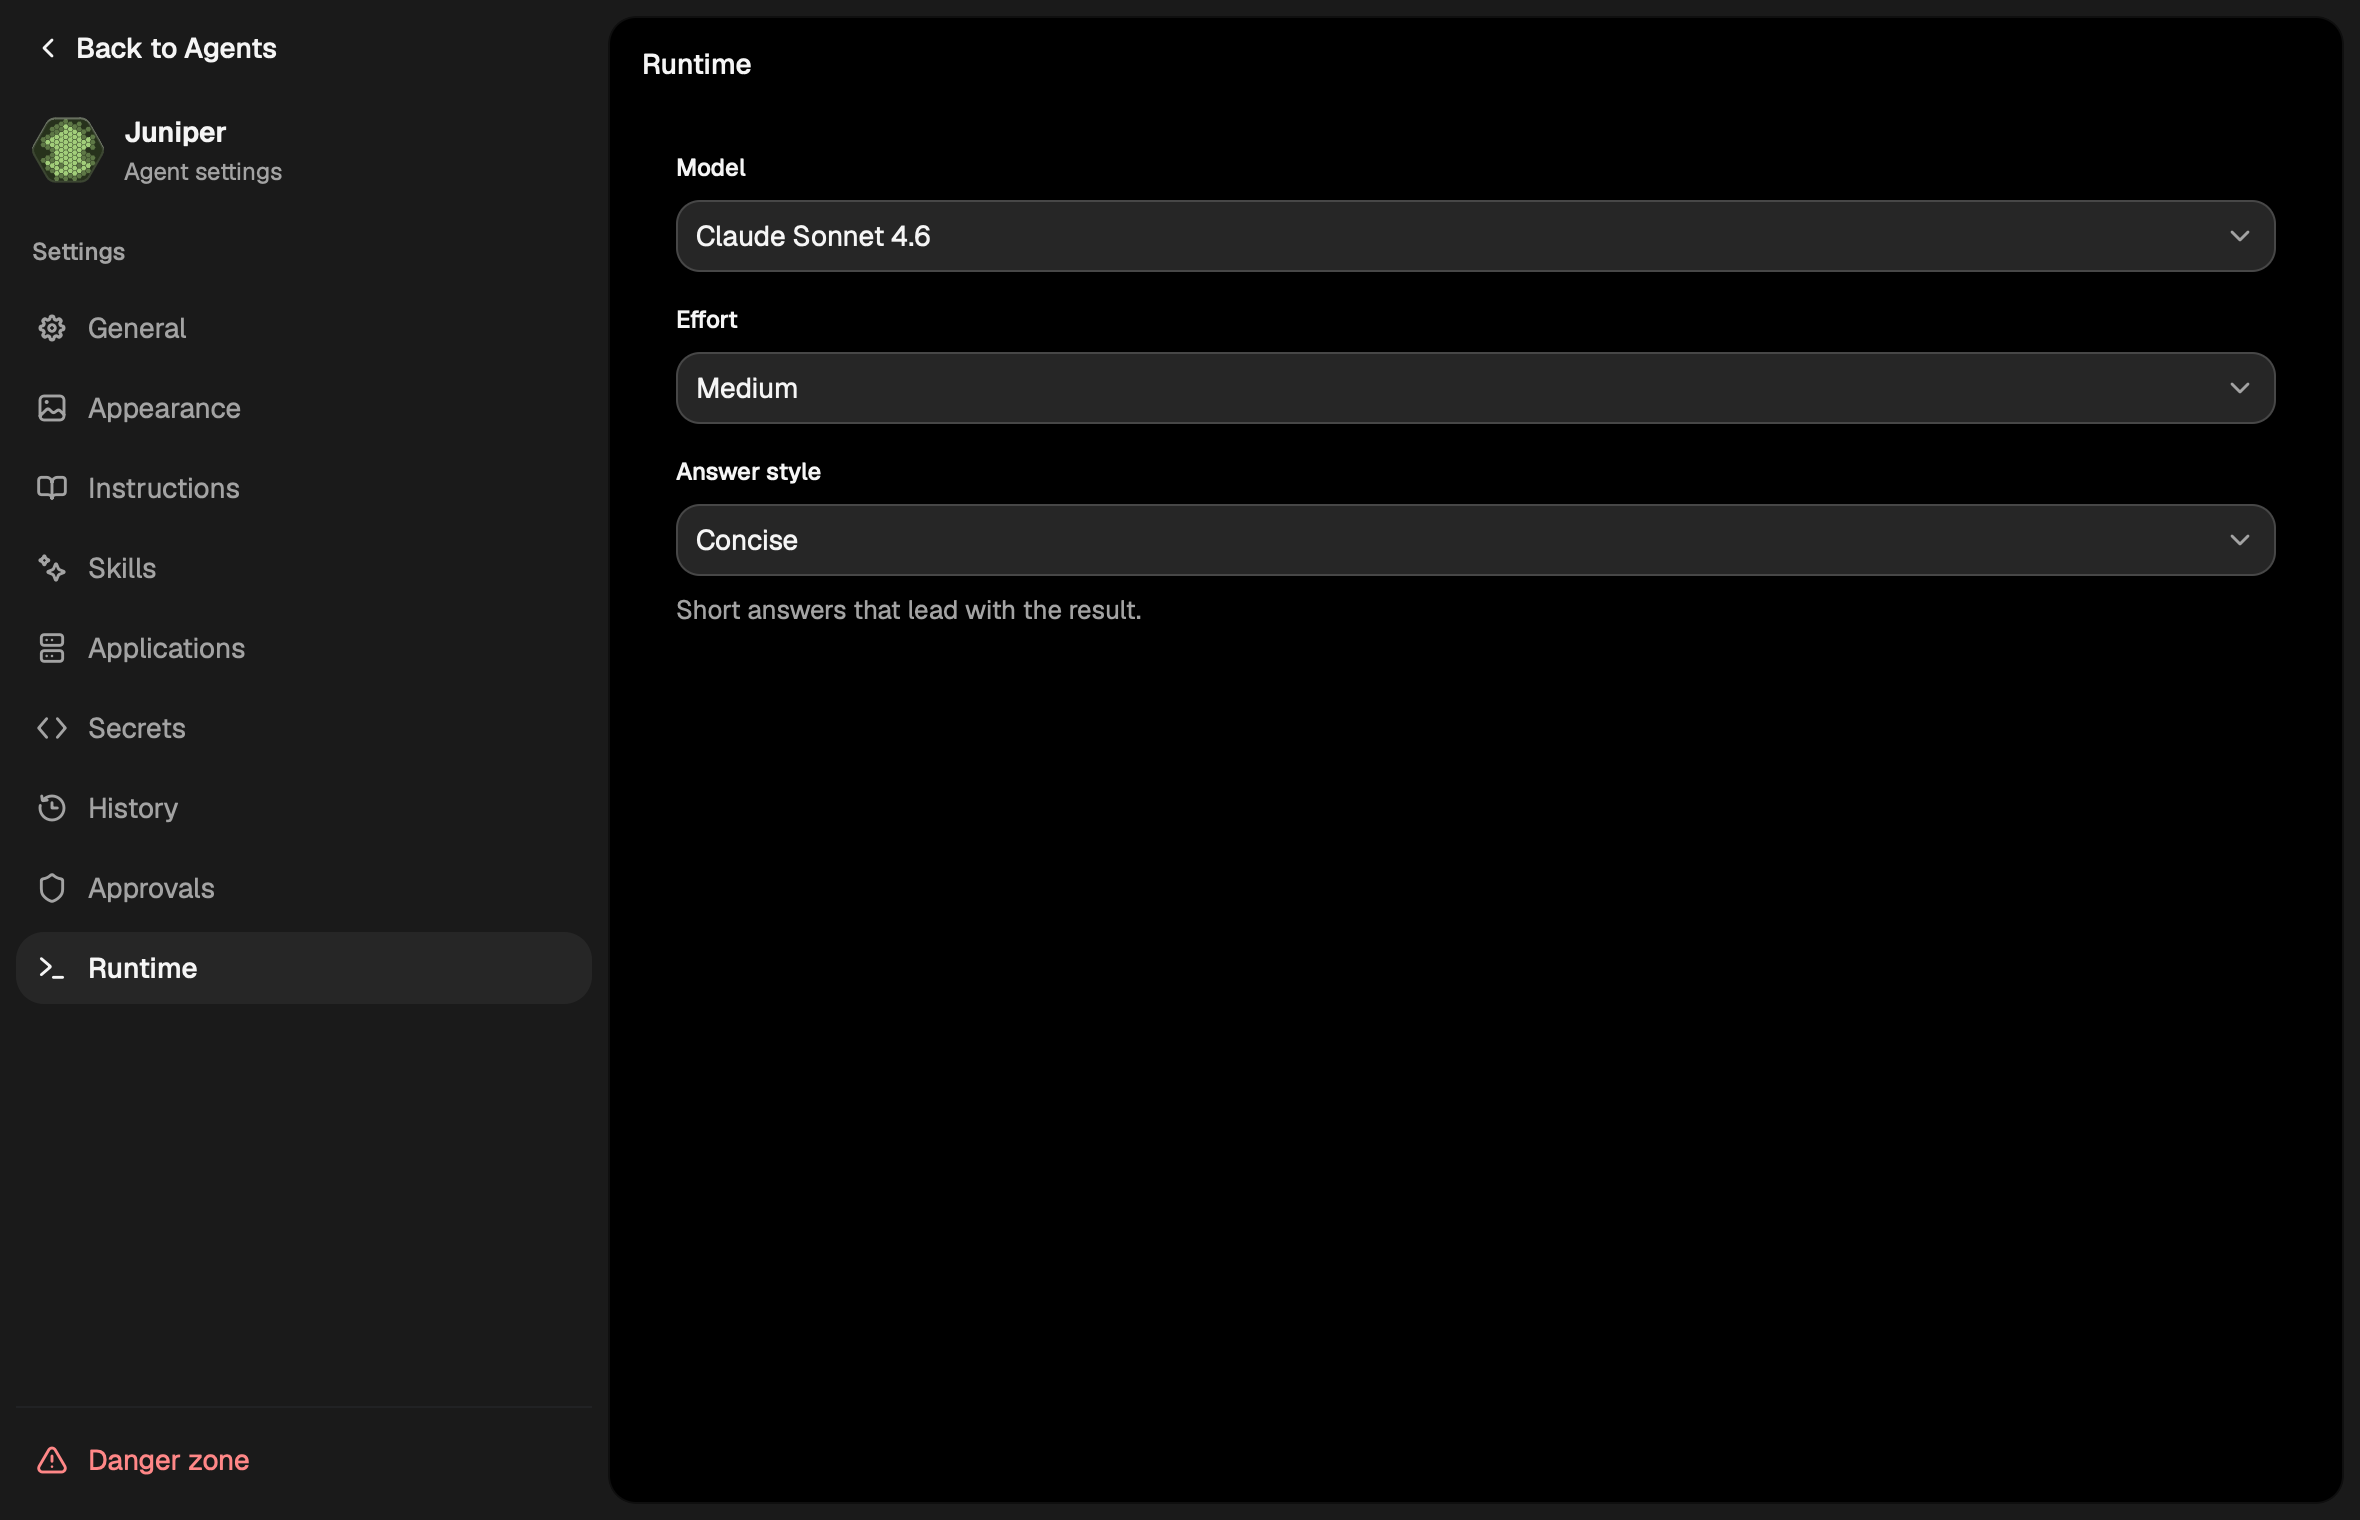 Back to Agents
Juniper
Agent settings
Settings
General
Appearance
Instructions
Skills
Applications
Secrets
History
Approvals
Runtime
Danger zone
Runtime
Model
Claude Sonnet 4.6
Effort
Medium
Answer style
Concise
Short answers that lead with the result.